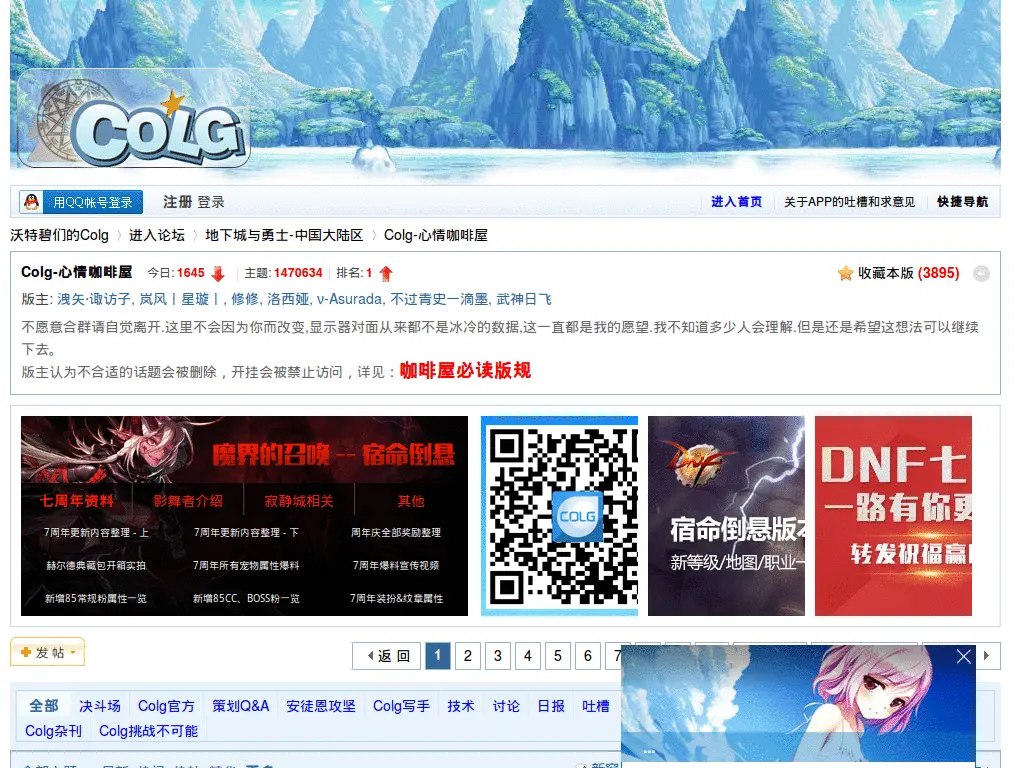 COLG
用QQ帐号登录 注册 登录 进入首页 关于APP的吐槽和求意见 快捷导航
沃特碧们的Colg 〉 进入论坛 〉 地下城与勇士-中国大陆区 〉 Colg-心情咖啡屋
Colg-心情咖啡屋 今日: 1645 | 主题: 1470634 | 排名: 1 收藏本版 (3895)
版主: 洩矢·诹访子, 岚风丨星璇丨, 修修, 洛西娅, ν-Asurada, 不过青史一滴墨, 武神日飞
不愿意合群请自觉离开.这里不会因为你而改变,显示器对面从来都不是冰冷的数据,这一直都是我的愿望.我不知道多少人会理解.但是还是希望这想法可以继续
下去。
版主认为不合适的话题会被删除，开挂会被禁止访问，详见：咖啡屋必读版规
魔界的召唤 -- 宿命倒悬
七周年资料 影舞者介绍 寂静城相关 其他
7周年更新内容整理 - 上 7周年更新内容整理 - 下 周年庆全部奖励整理
赫尔德典藏包开箱实拍 7周年所有宠物属性爆料 7周年爆料宣传视频
新增85常规粉属性一览 新增85CC、BOSS粉一览 7周年装扮&纹章属性
COLG
DNF
宿命倒悬版本
新等级/地图/职业一
DNF七
一路有你更
转发祝福赢
发帖 返回 1 2 3 4 5 6 7
全部 决斗场 Colg官方 策划Q&A 安徒恩攻坚 Colg写手 技术 讨论 日报 吐槽
Colg杂刊 Colg挑战不可能